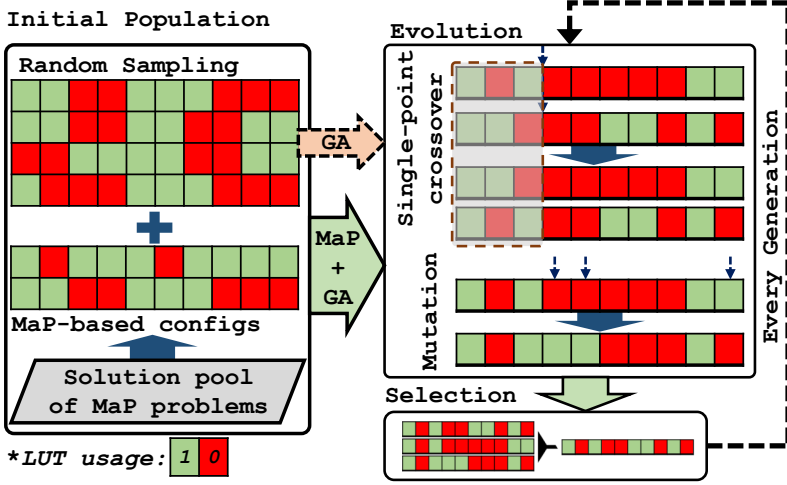 Initial Population
Random Sampling
MaP-based configs
Solution pool
of MaP problems
*LUT usage: 1 0
GA
MaP
+
GA
Evolution
Single-point
crossover
Mutation
Selection
Every Generation